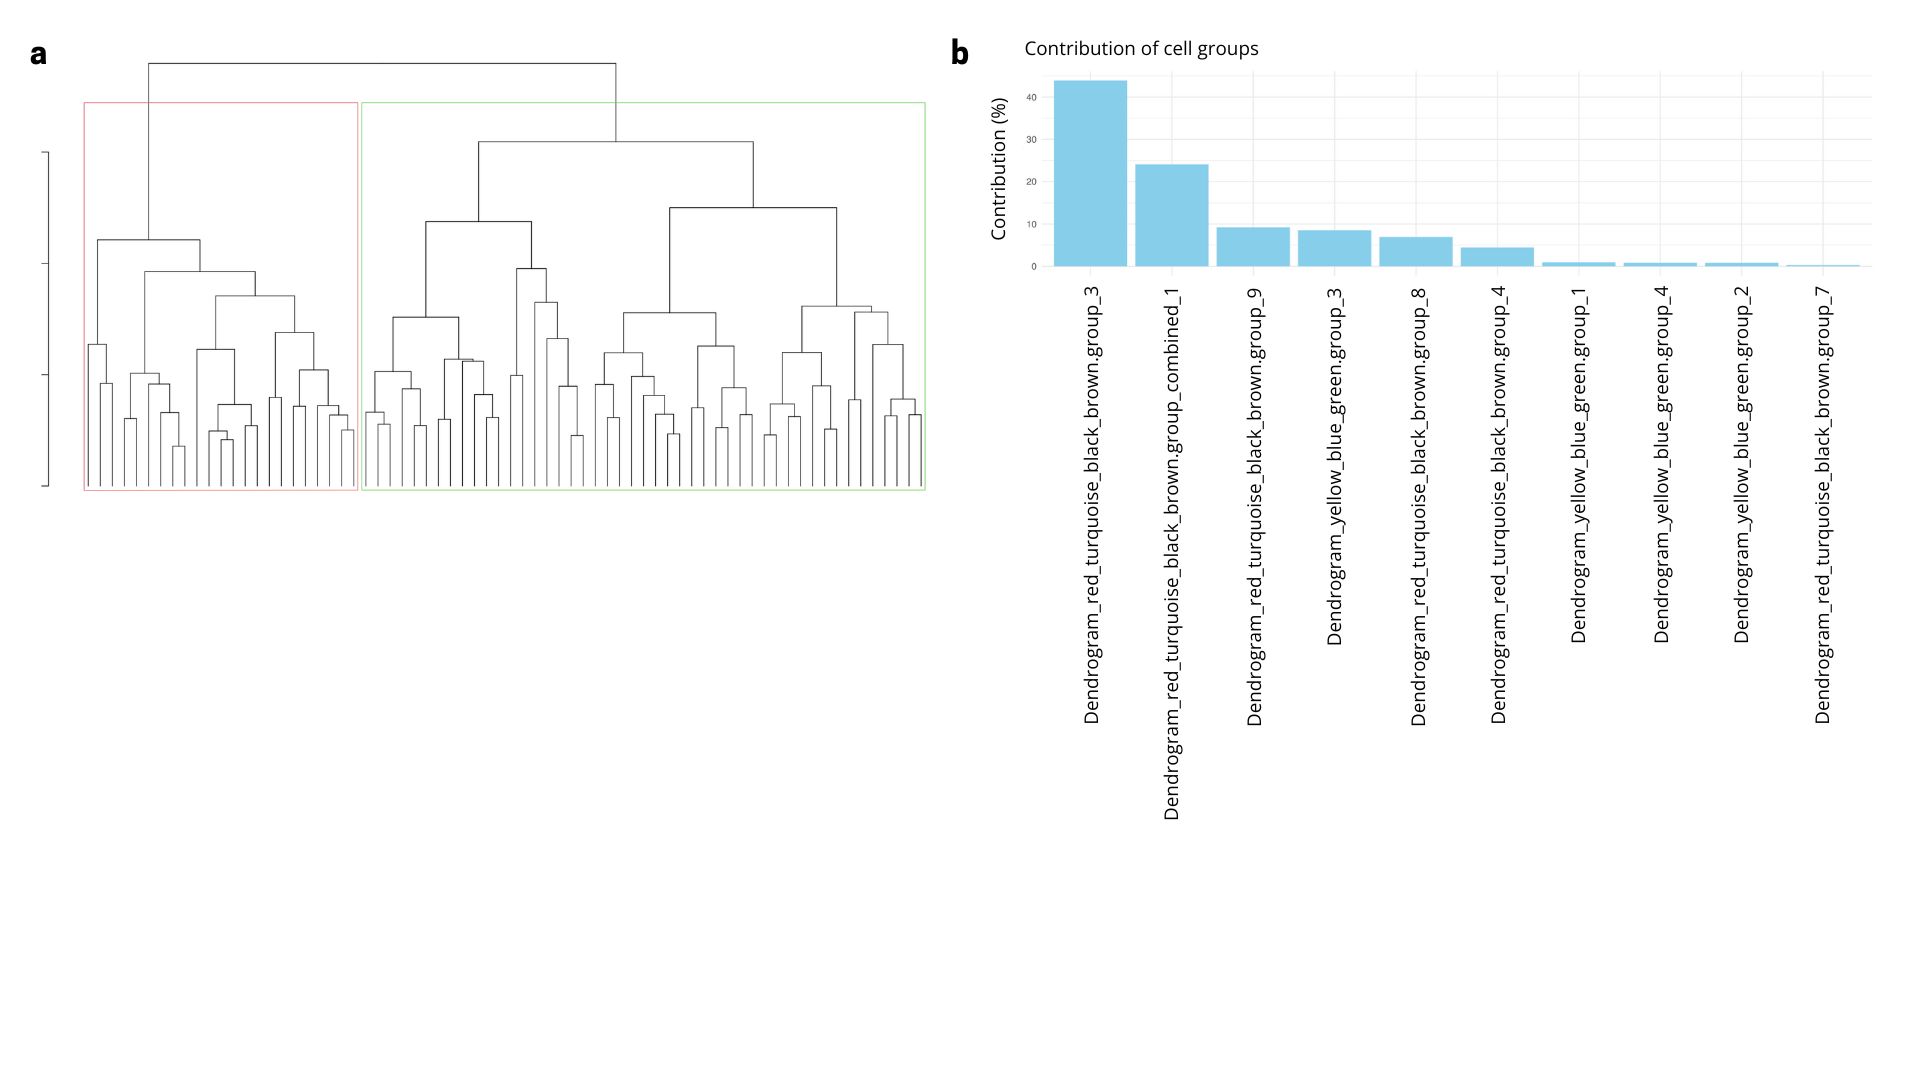 a
b
Contribution of cell groups
Contribution (%)
40
30
20
10
0
Dendrogram_red_turquoise_black_brown.group_3
Dendrogram_red_turquoise_black_brown.group_combined_1
Dendrogram_red_turquoise_black_brown.group_9
Dendrogram_yellow_blue_green.group_3
Dendrogram_red_turquoise_black_brown.group_8
Dendrogram_red_turquoise_black_brown.group_4
Dendrogram_yellow_blue_green.group_1
Dendrogram_yellow_blue_green.group_4
Dendrogram_yellow_blue_green.group_2
Dendrogram_red_turquoise_black_brown.group_7